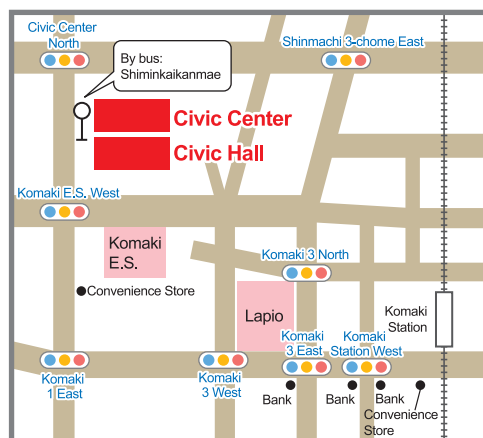 Civic Center
North
By bus:
Shiminkaikanmae
Shinmachi 3-chome East
Civic Center
Civic Hall
Komaki E.S. West
Komaki
E.S.
Komaki 3 North
Convenience Store
Lapio
Komaki
Station
Komaki
1 East
Komaki
3 West
Komaki
3 East
Komaki
Station West
Bank
Bank
Bank
Convenience
Store